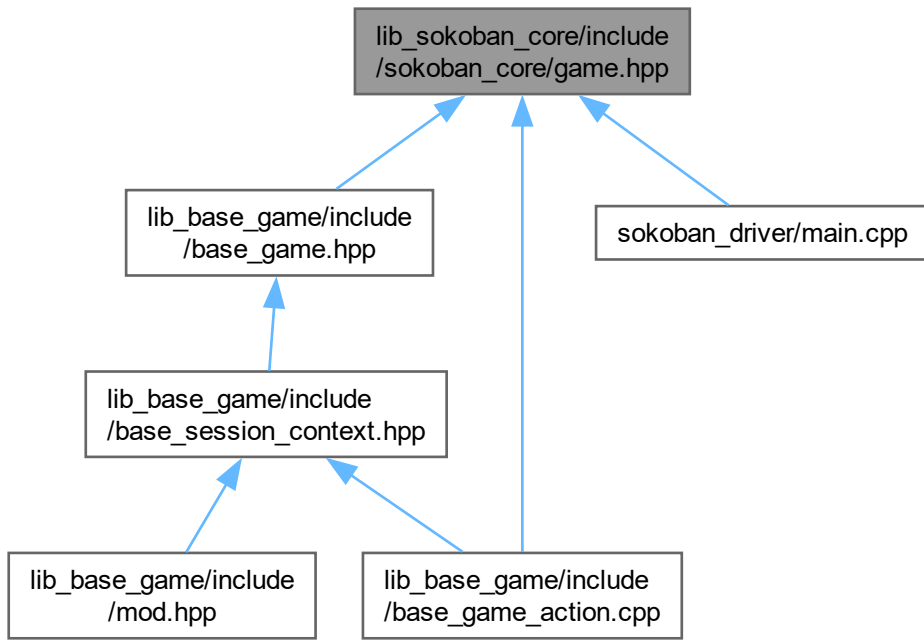 lib_sokoban_core/include
/sokoban_core/game.hpp
lib_base_game/include
/base_game.hpp
sokoban_driver/main.cpp
lib_base_game/include
/base_session_context.hpp
lib_base_game/include
/mod.hpp
lib_base_game/include
/base_game_action.cpp